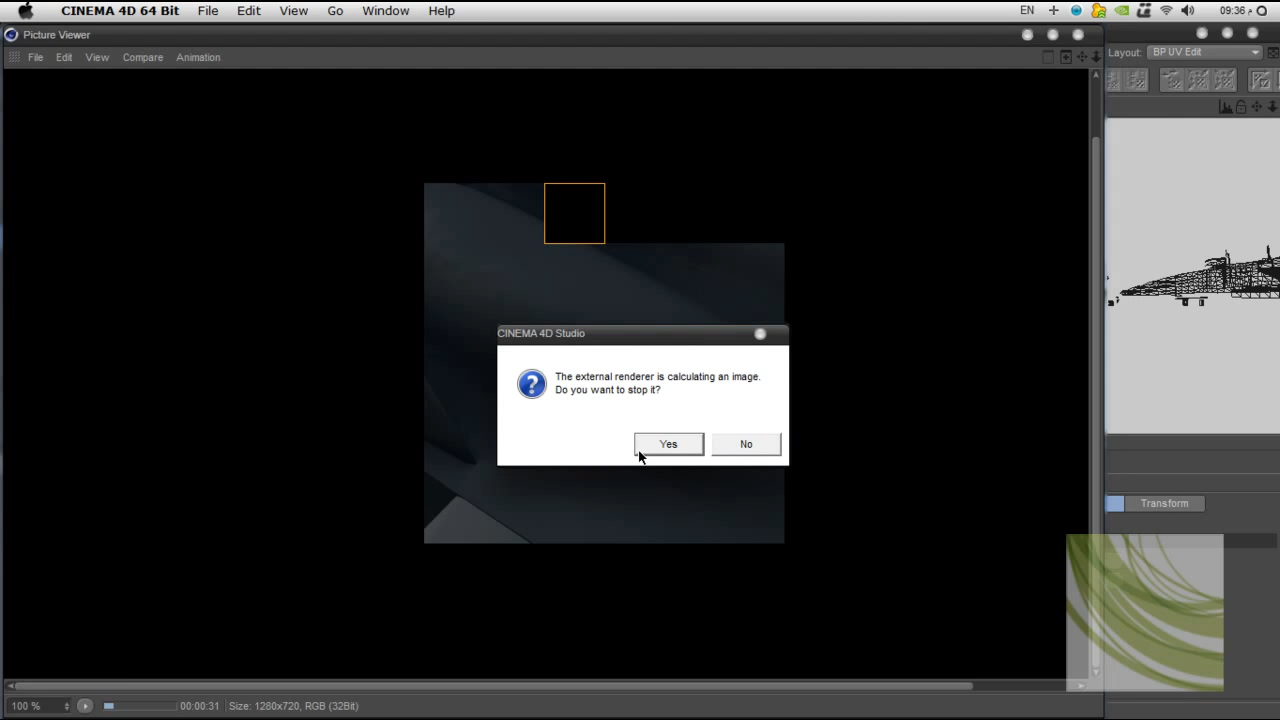 CINEMA 4D 64 Bit File Edit View Go Window Help EN 09:36 م
Picture Viewer
File Edit View Compare Animation
Layout: BP UV Edit
CINEMA 4D Studio
?
The external renderer is calculating an image.
Do you want to stop it?
Yes No
Transform
100 % 00:00:31 Size: 1280x720, RGB (32Bit)